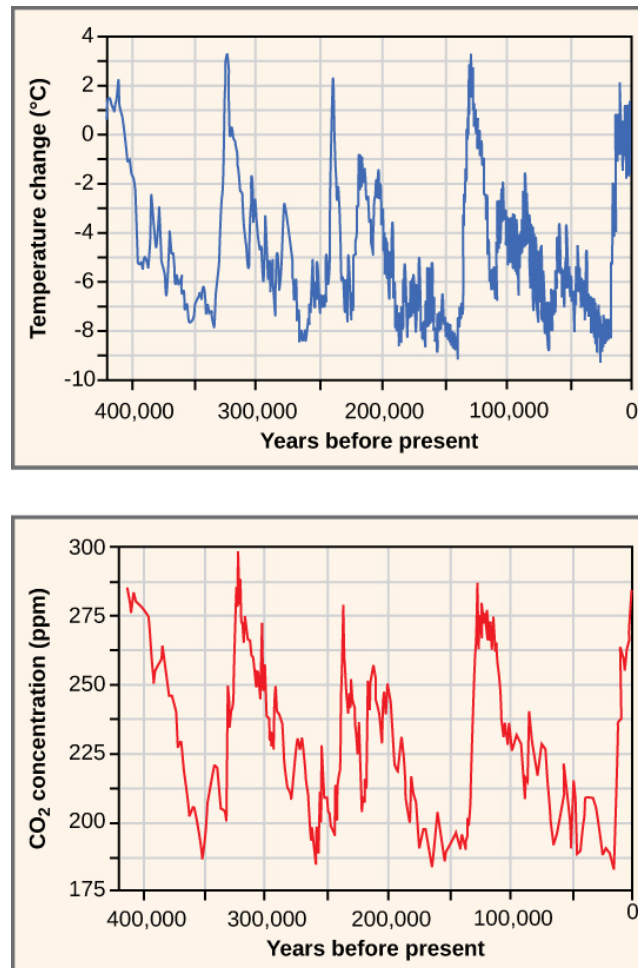 Temperature change (°C)
4
2
0
-2
-4
-6
-8
-10
400,000 300,000 200,000 100,000 0
Years before present
CO₂ concentration (ppm)
300
275
250
225
200
175
400,000 300,000 200,000 100,000 0
Years before present